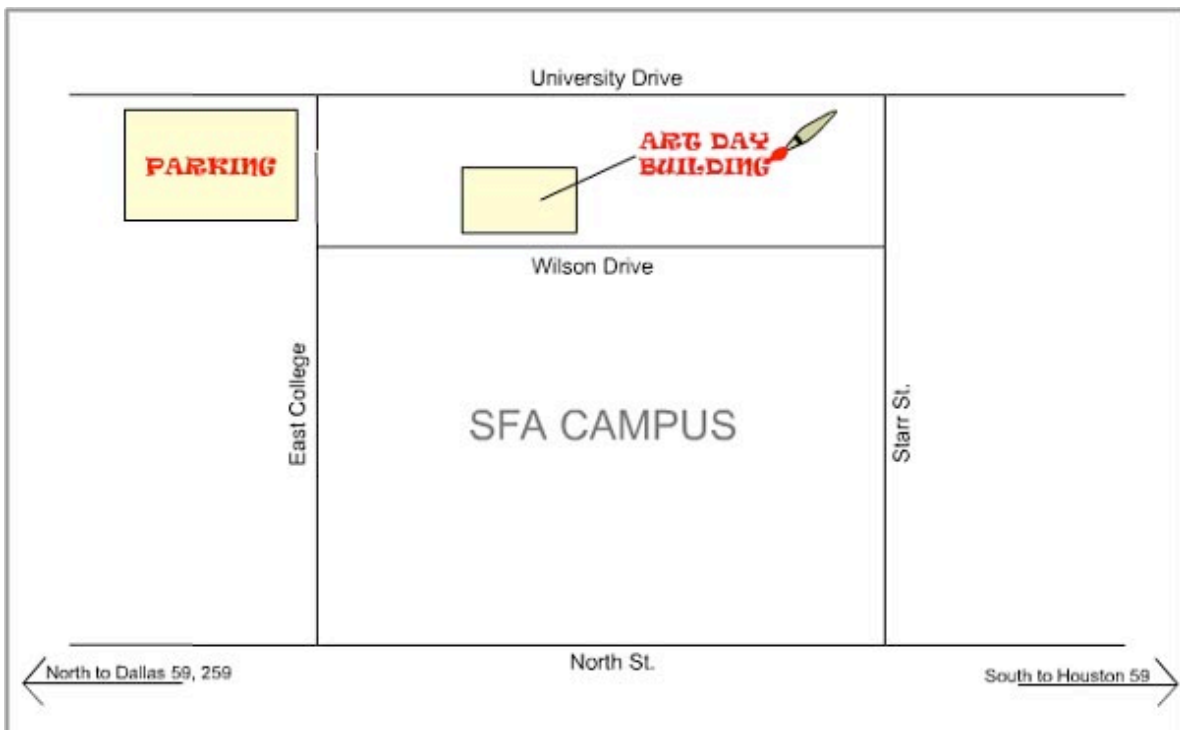 University Drive
PARKING
ART DAY
BUILDING
Wilson Drive
East College
SFA CAMPUS
Starr St.
North St.
North to Dallas 59, 259
South to Houston 59